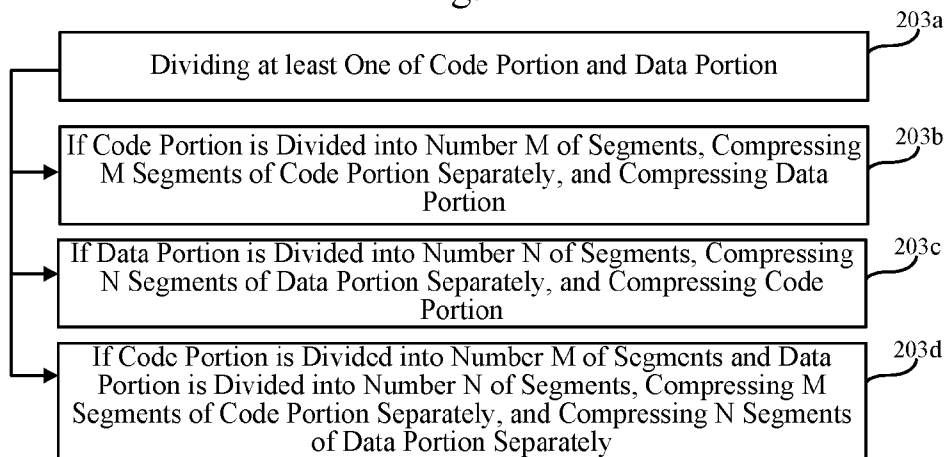 203a
Dividing at least One of Code Portion and Data Portion
If Code Portion is Divided into Number M of Segments, Compressing
M Segments of Code Portion Separately, and Compressing Data
Portion
203b
If Data Portion is Divided into Number N of Segments, Compressing
N Segments of Data Portion Separately, and Compressing Code
Portion
203c
If Code Portion is Divided into Number M of Segments and Data
Portion is Divided into Number N of Segments, Compressing M
Segments of Code Portion Separately, and Compressing N Segments
of Data Portion Separately
203d